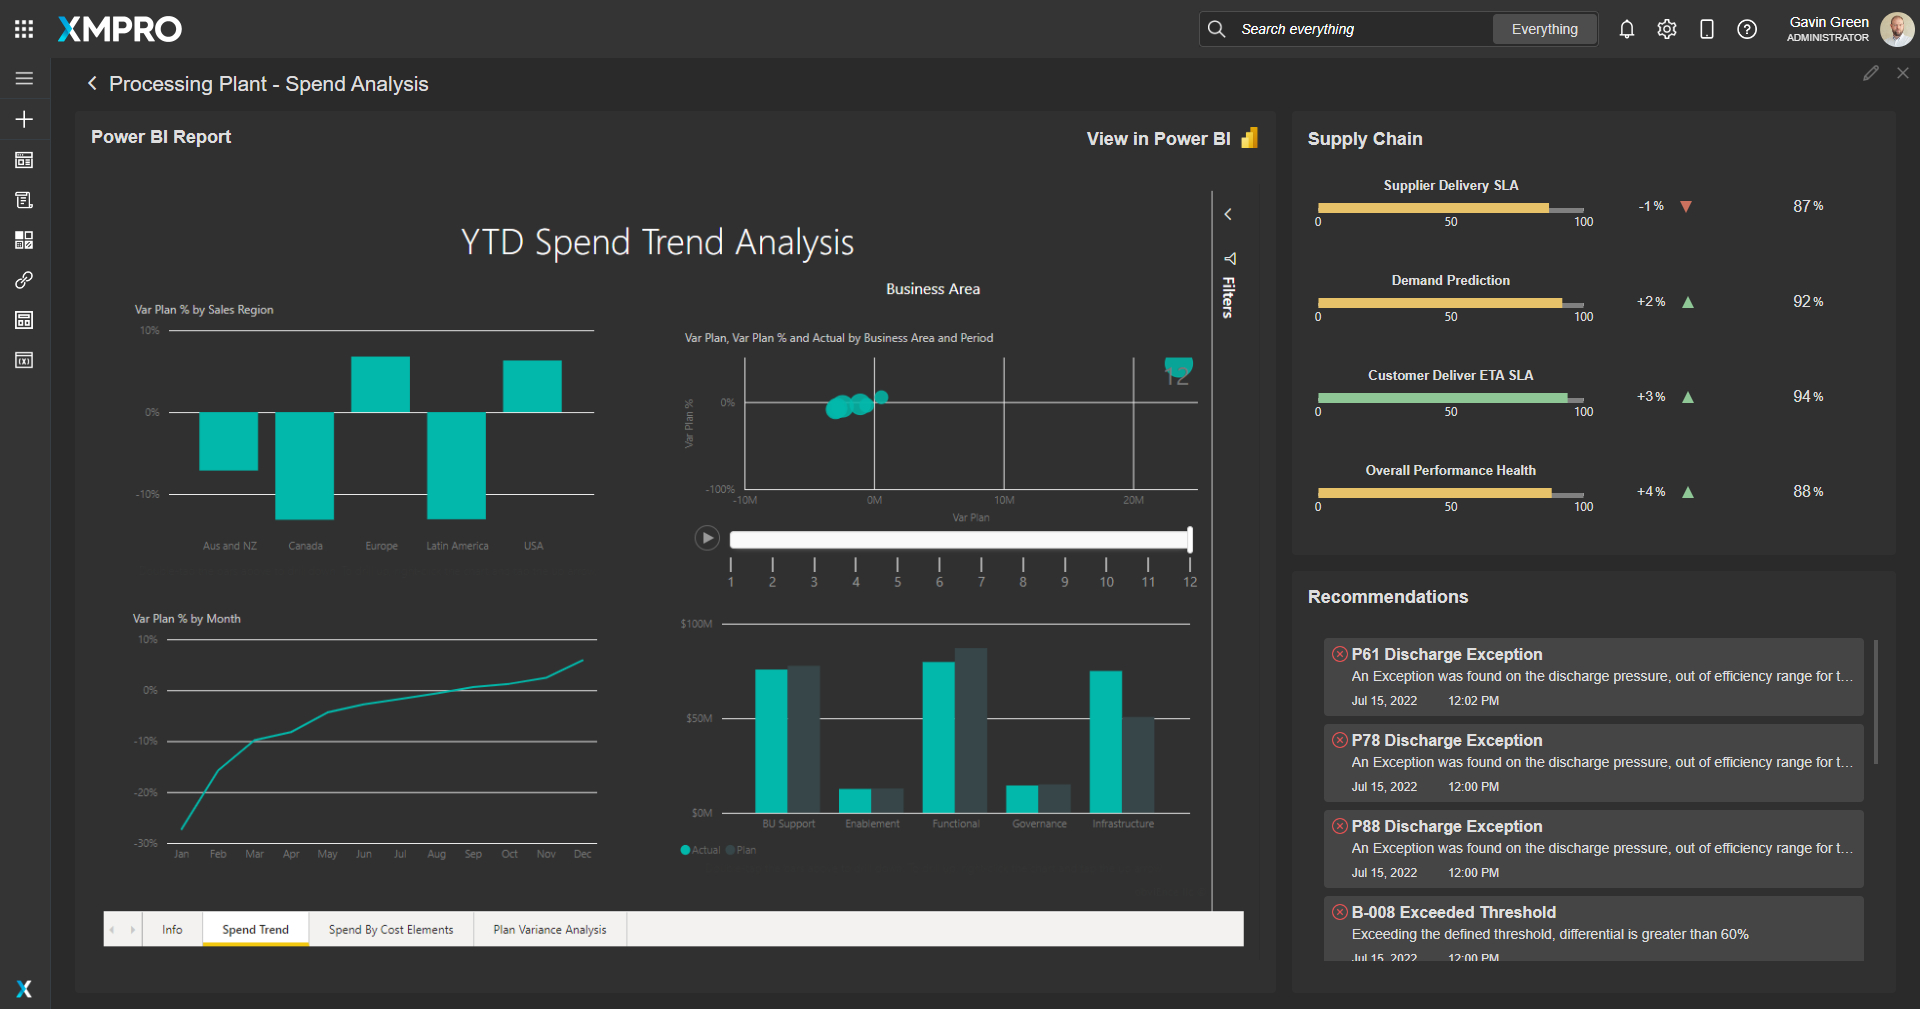 XMPRO
Search everything
Everything
Gavin Green
ADMINISTRATOR
Processing Plant - Spend Analysis
Power BI Report
View in Power BI
YTD Spend Trend Analysis
Filters
Var Plan % by Sales Region
10%
0%
-10%
Aus and NZ Canada Europe Latin America USA
Business Area
Var Plan, Var Plan % and Actual by Business Area and Period
12
Var Plan %
0%
-100%
-10M 0M 10M 20M
Var Plan
1 2 3 4 5 6 7 8 9 10 11 12
Var Plan % by Month
10%
0%
-10%
-20%
-30%
Jan Feb Mar Apr May Jun Jul Aug Sep Oct Nov Dec
$100M
$50M
$0M
BU Support Enablement Functional Governance Infrastructure
Actual Plan
Info Spend Trend Spend By Cost Elements Plan Variance Analysis
Supply Chain
Supplier Delivery SLA
0 50 100
-1 % 87 %
Demand Prediction
0 50 100
+2 % 92 %
Customer Deliver ETA SLA
0 50 100
+3 % 94 %
Overall Performance Health
0 50 100
+4 % 88 %
Recommendations
P61 Discharge Exception
An Exception was found on the discharge pressure, out of efficiency range for t...
Jul 15, 2022 12:02 PM
P78 Discharge Exception
An Exception was found on the discharge pressure, out of efficiency range for t...
Jul 15, 2022 12:00 PM
P88 Discharge Exception
An Exception was found on the discharge pressure, out of efficiency range for t...
Jul 15, 2022 12:00 PM
B-008 Exceeded Threshold
Exceeding the defined threshold, differential is greater than 60%
Jul 15, 2022 12:00 PM